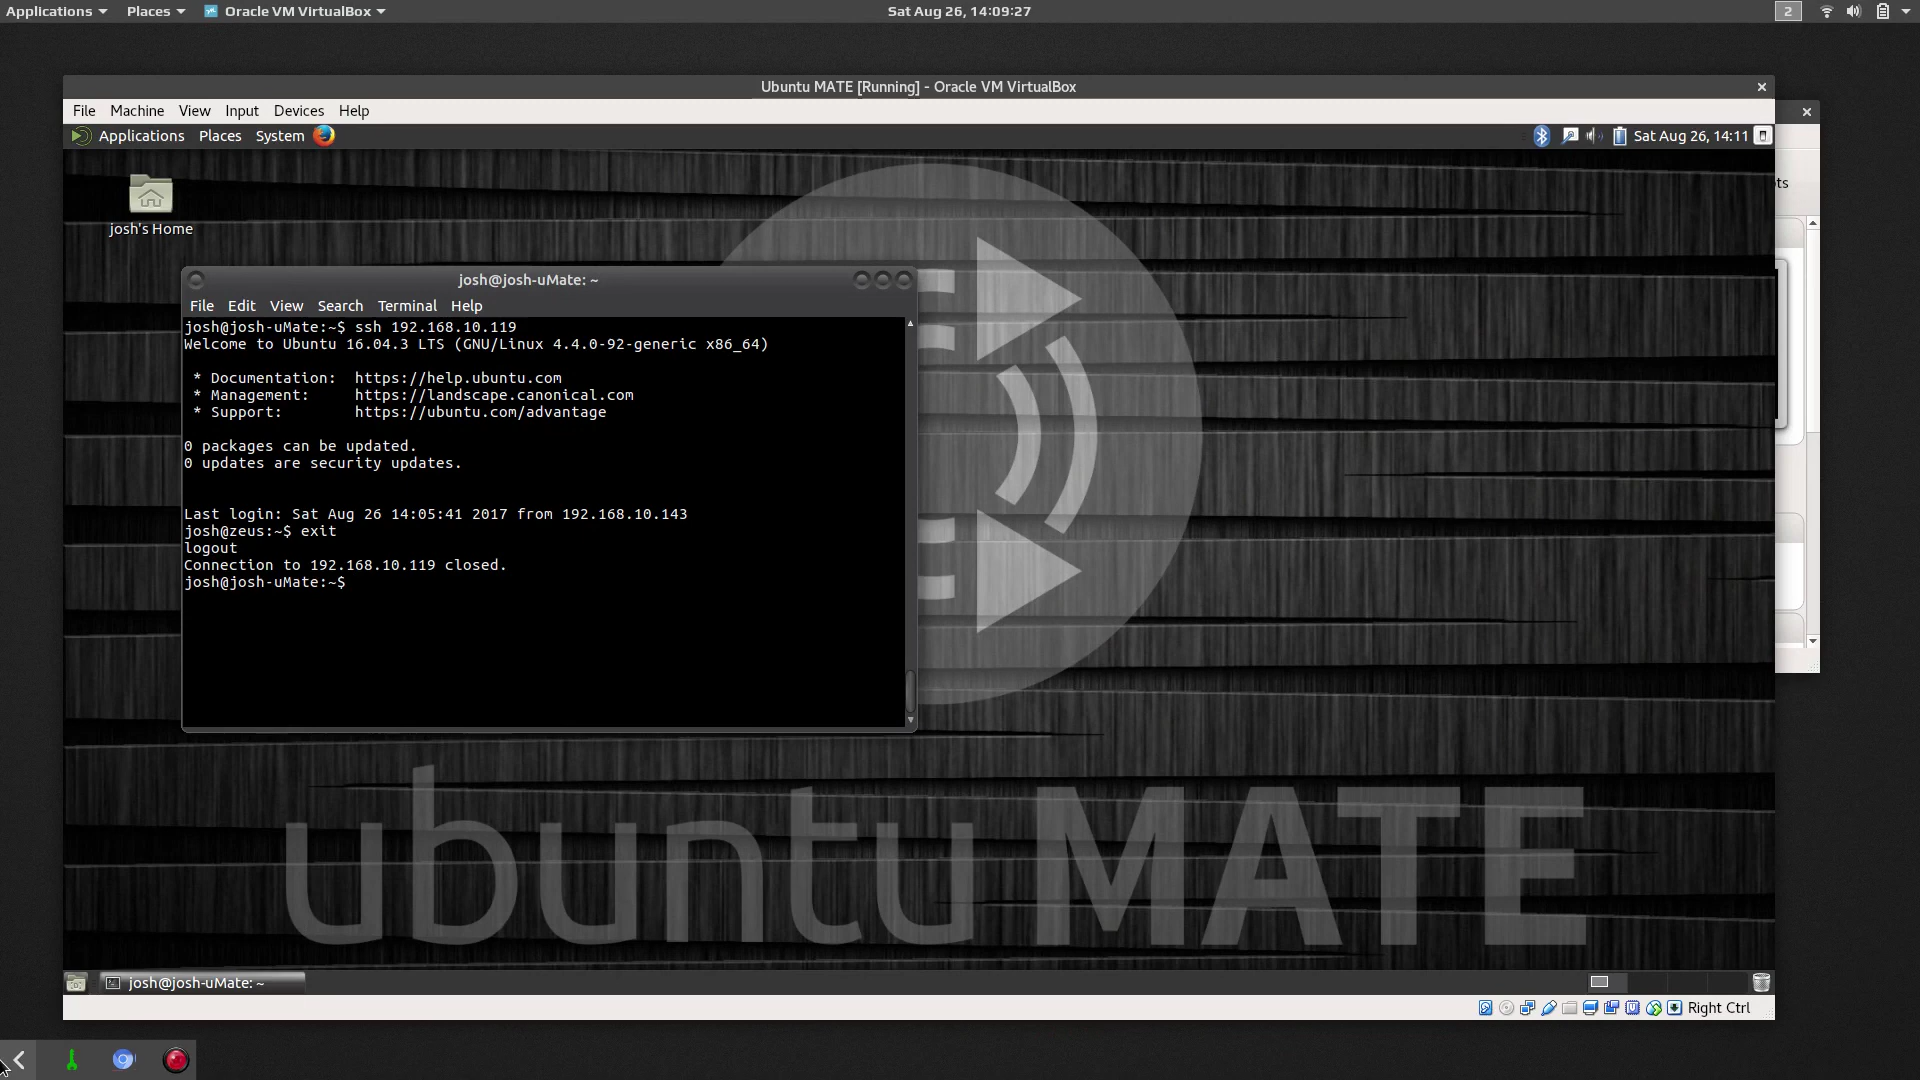 Applications Places Oracle VM VirtualBox Sat Aug 26, 14:09:27 2
Ubuntu MATE [Running] - Oracle VM VirtualBox
File Machine View Input Devices Help
Applications Places System Sat Aug 26, 14:11
ts
josh's Home
josh@josh-uMate: ~
File Edit View Search Terminal Help
josh@josh-uMate:~$ ssh 192.168.10.119
Welcome to Ubuntu 16.04.3 LTS (GNU/Linux 4.4.0-92-generic x86_64)
* Documentation: https://help.ubuntu.com
* Management: https://landscape.canonical.com
* Support: https://ubuntu.com/advantage
0 packages can be updated.
0 updates are security updates.
Last login: Sat Aug 26 14:05:41 2017 from 192.168.10.143
josh@zeus:~$ exit
logout
Connection to 192.168.10.119 closed.
josh@josh-uMate:~$
ubuntu MATE
josh@josh-uMate: ~
Right Ctrl